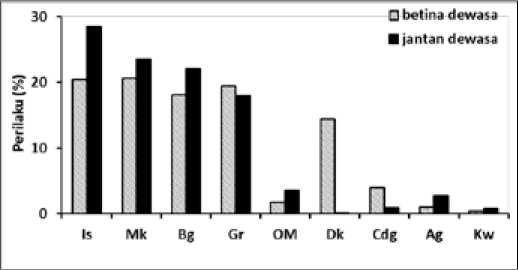 30
20
10
0
Perilaku (%)
betina dewasa
jantan dewasa
Is Mk Bg Gr OM Dk Cdg Ag Kw